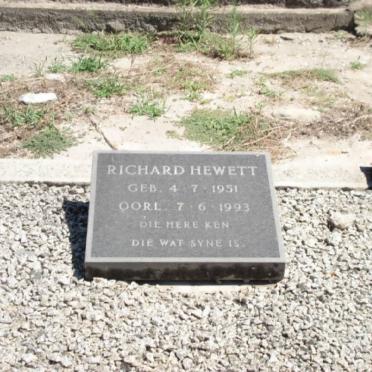 RICHARD HEWETT
GEB. 4·7·1951
OORL. 7·6·1993
DIE HERE KEN
DIE WAT SYNE IS.